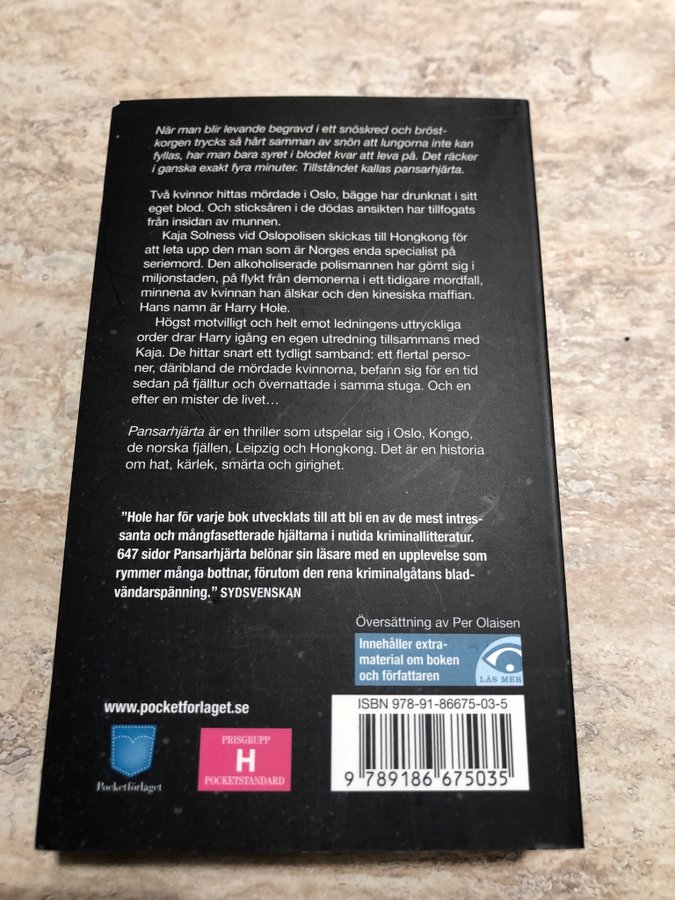 När man blir levande begravd i ett snöskred och bröst-
korgen trycks så hårt samman av snön att lungorna inte kan
fyllas, har man bara syret i blodet kvar att leva på. Det räcker
i ganska exakt fyra minuter. Tillståndet kallas pansarhjärta.
Två kvinnor hittas mördade i Oslo, bägge har drunknat i sitt
eget blod. Och sticksåren i de dödas ansikten har tillfogats
från insidan av munnen.
Kaja Solness vid Oslopolisen skickas till Hongkong för
att leta upp den man som är Norges enda specialist på
seriemord. Den alkoholiserade polismannen har gömt sig i
miljonstaden, på flykt från demonerna i ett tidigare mordfall,
minnena av kvinnan han älskar och den kinesiska maffian.
Hans namn är Harry Hole.
Högst motvilligt och helt emot ledningens uttryckliga
order drar Harry igång en egen utredning tillsammans med
Kaja. De hittar snart ett tydligt samband: ett flertal perso-
ner, däribland de mördade kvinnorna, befann sig för en tid
sedan på fjälltur och övernattade i samma stuga. Och en
efter en mister de livet…
Pansarhjärta är en thriller som utspelar sig i Oslo, Kongo,
de norska fjällen, Leipzig och Hongkong. Det är en historia
om hat, kärlek, smärta och girighet.
”Hole har för varje bok utvecklats till att bli en av de mest intres-
santa och mångfasetterade hjältarna i nutida kriminallitteratur.
647 sidor Pansarhjärta belönar sin läsare med en upplevelse som
rymmer många bottnar, förutom den rena kriminalgåtans blad-
vändarspänning.” SYDSVENSKAN
Översättning av Per Olaisen
Innehåller extra-
material om boken
och författaren
LÄS MER
www.pocketforlaget.se
ISBN 978-91-86675-03-5
Pocketförlaget
PRISGRUPP
H
POCKETSTANDARD
9 789186 675035